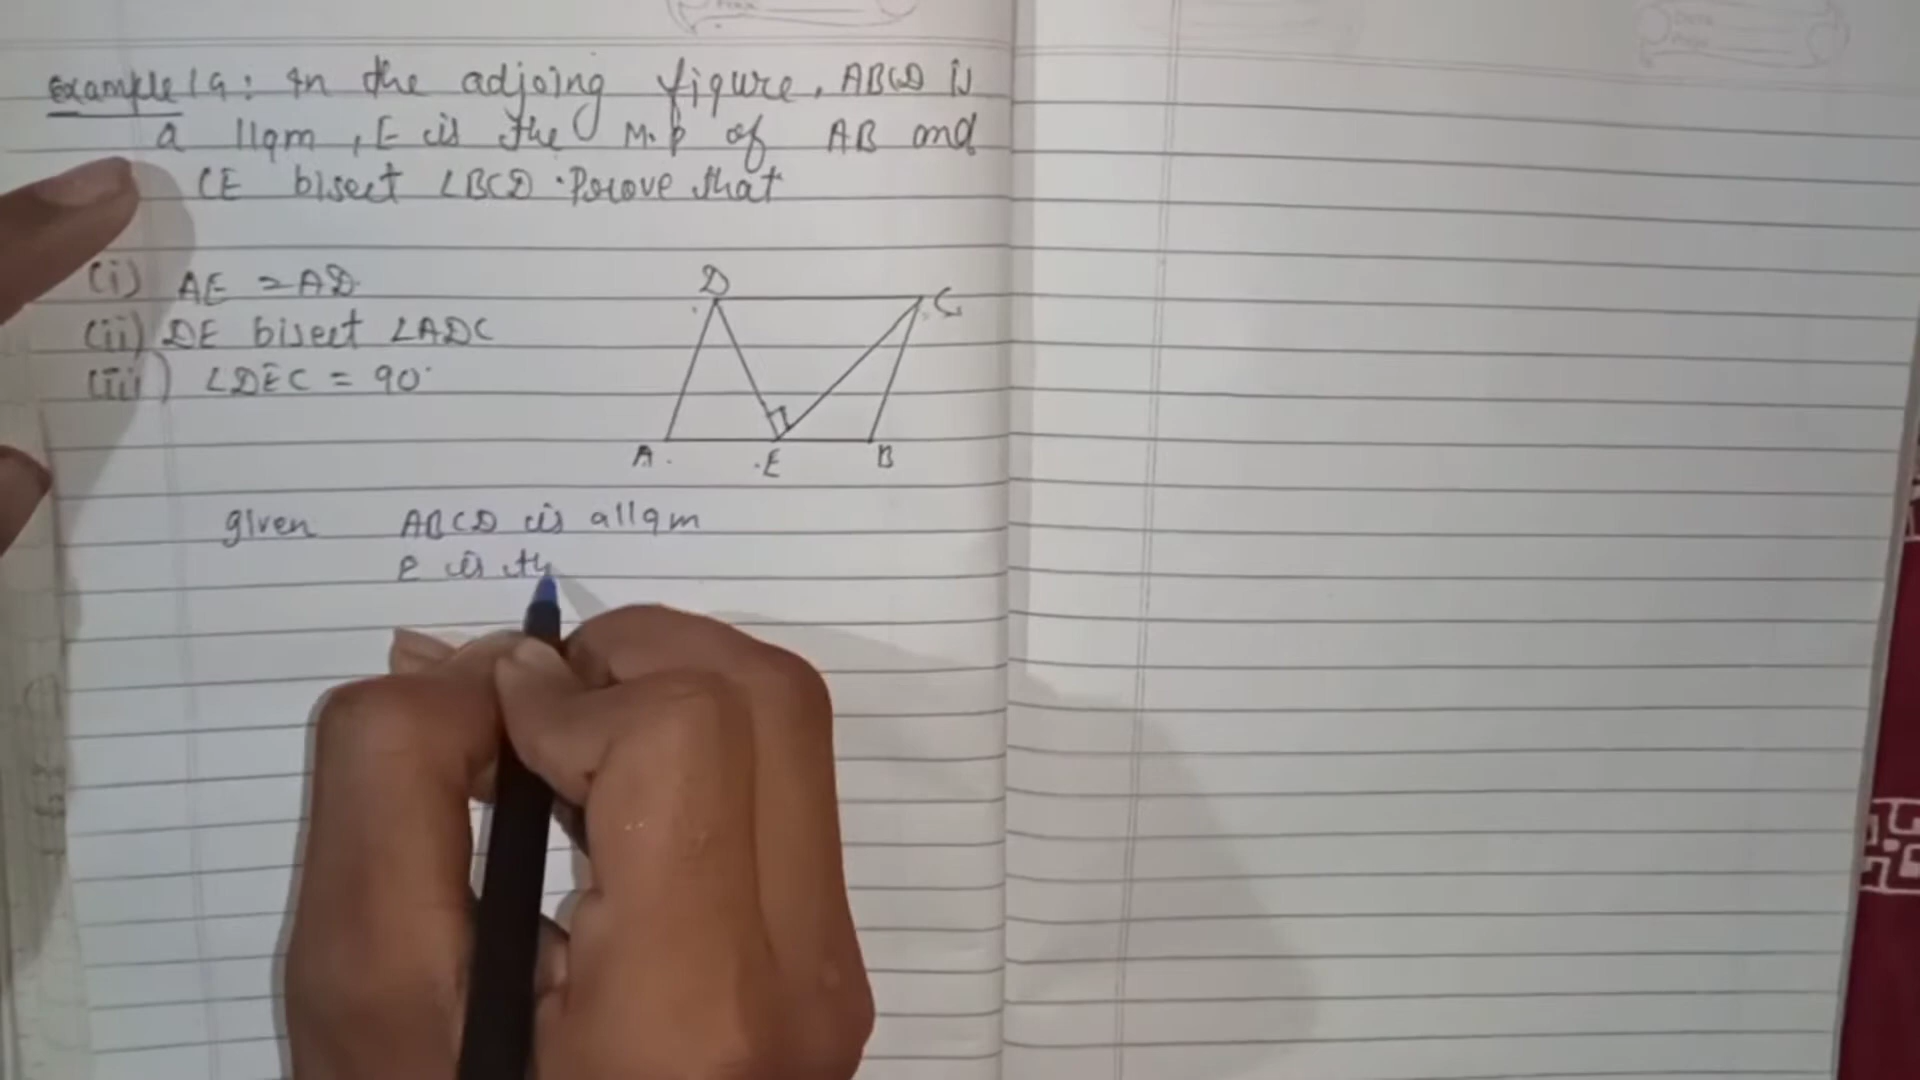 Example 19: In the adjoing figure, ABCD is
a llgm, E is the M.p of AB and
CE bisect ∠BCD. Prove that
(i) AE = AD
(ii) DE bisect ∠ADC
(iii) ∠DEC = 90°
D
C
A
E
B
given ABCD is allgm
E is th